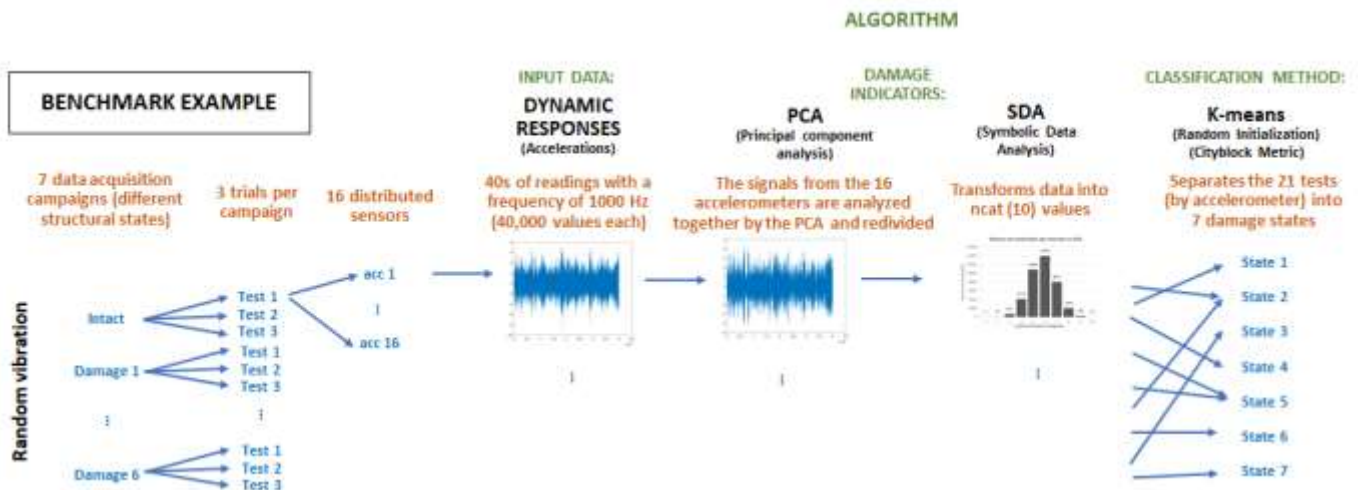 ALGORITHM
BENCHMARK EXAMPLE
INPUT DATA:
DYNAMIC
RESPONSES
(Accelerations)
DAMAGE
INDICATORS:
PCA
(Principal component
analysis)
SDA
(Symbolic Data
Analysis)
CLASSIFICATION METHOD:
K-means
(Random Initialization)
(Cityblock Metric)
7 data acquisition
campaigns (different
structural states)
3 trials per
campaign
16 distributed
sensors
40s of readings with a
frequency of 1000 Hz
(40,000 values each)
The signals from the 16
accelerometers are analyzed
together by the PCA and redivided
Transforms data into
ncat (10) values
Separates the 21 tests
(by accelerometer) into
7 damage states
Random vibration
Intact
Test 1
Test 2
Test 3
Damage 1
Test 1
Test 2
Test 3
Damage 6
Test 1
Test 2
Test 3
acc 1
acc 16
State 1
State 2
State 3
State 4
State 5
State 6
State 7